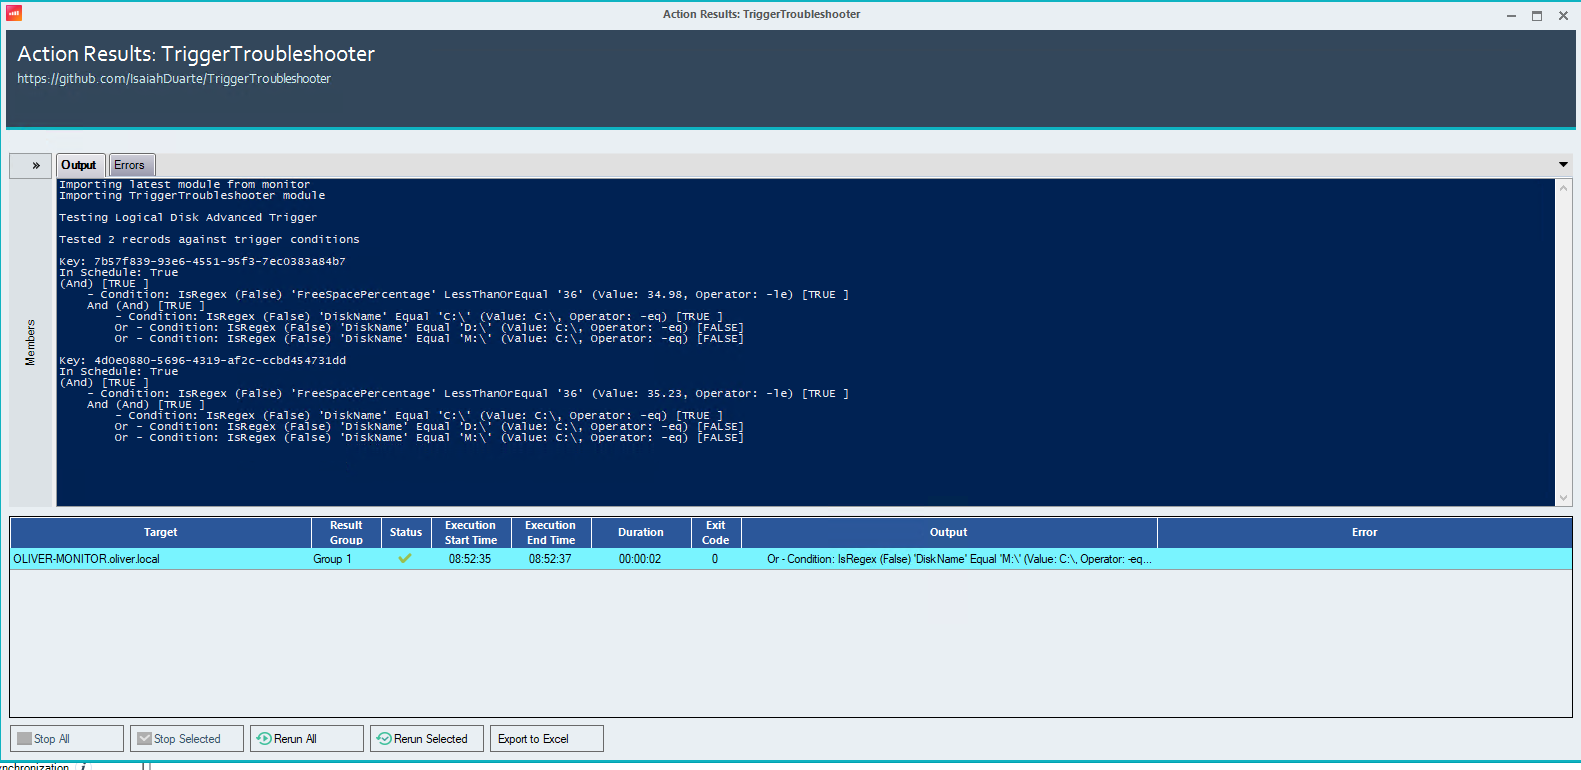 Action Results: TriggerTroubleshooter
Action Results: TriggerTroubleshooter
https://github.com/IsaiahDuarte/TriggerTroubleshooter
»
Output
Errors
Members
Importing latest module from monitor
Importing TriggerTroubleshooter module
Testing Logical Disk Advanced Trigger
Tested 2 recrods against trigger conditions
Key: 7b57f839-93e6-4551-95f3-7ec0383a84b7
In Schedule: True
(And) [TRUE ]
- Condition: IsRegex (False) 'FreeSpacePercentage' LessThanOrEqual '36' (Value: 34.98, Operator: -le) [TRUE ]
And (And) [TRUE ]
- Condition: IsRegex (False) 'DiskName' Equal 'C:\' (Value: C:\, Operator: -eq) [TRUE ]
Or - Condition: IsRegex (False) 'DiskName' Equal 'D:\' (Value: C:\, Operator: -eq) [FALSE]
Or - Condition: IsRegex (False) 'DiskName' Equal 'M:\' (Value: C:\, Operator: -eq) [FALSE]
Key: 4d0e0880-5696-4319-af2c-ccbd454731dd
In Schedule: True
(And) [TRUE ]
- Condition: IsRegex (False) 'FreeSpacePercentage' LessThanOrEqual '36' (Value: 35.23, Operator: -le) [TRUE ]
And (And) [TRUE ]
- Condition: IsRegex (False) 'DiskName' Equal 'C:\' (Value: C:\, Operator: -eq) [TRUE ]
Or - Condition: IsRegex (False) 'DiskName' Equal 'D:\' (Value: C:\, Operator: -eq) [FALSE]
Or - Condition: IsRegex (False) 'DiskName' Equal 'M:\' (Value: C:\, Operator: -eq) [FALSE]
Target
Result
Group
Status
Execution
Start Time
Execution
End Time
Duration
Exit
Code
Output
Error
OLIVER-MONITOR.oliver.local
Group 1
08:52:35
08:52:37
00:00:02
0
Or - Condition: IsRegex (False) 'DiskName' Equal 'M:\' (Value: C:\, Operator: -eq...
Stop All
Stop Selected
Rerun All
Rerun Selected
Export to Excel